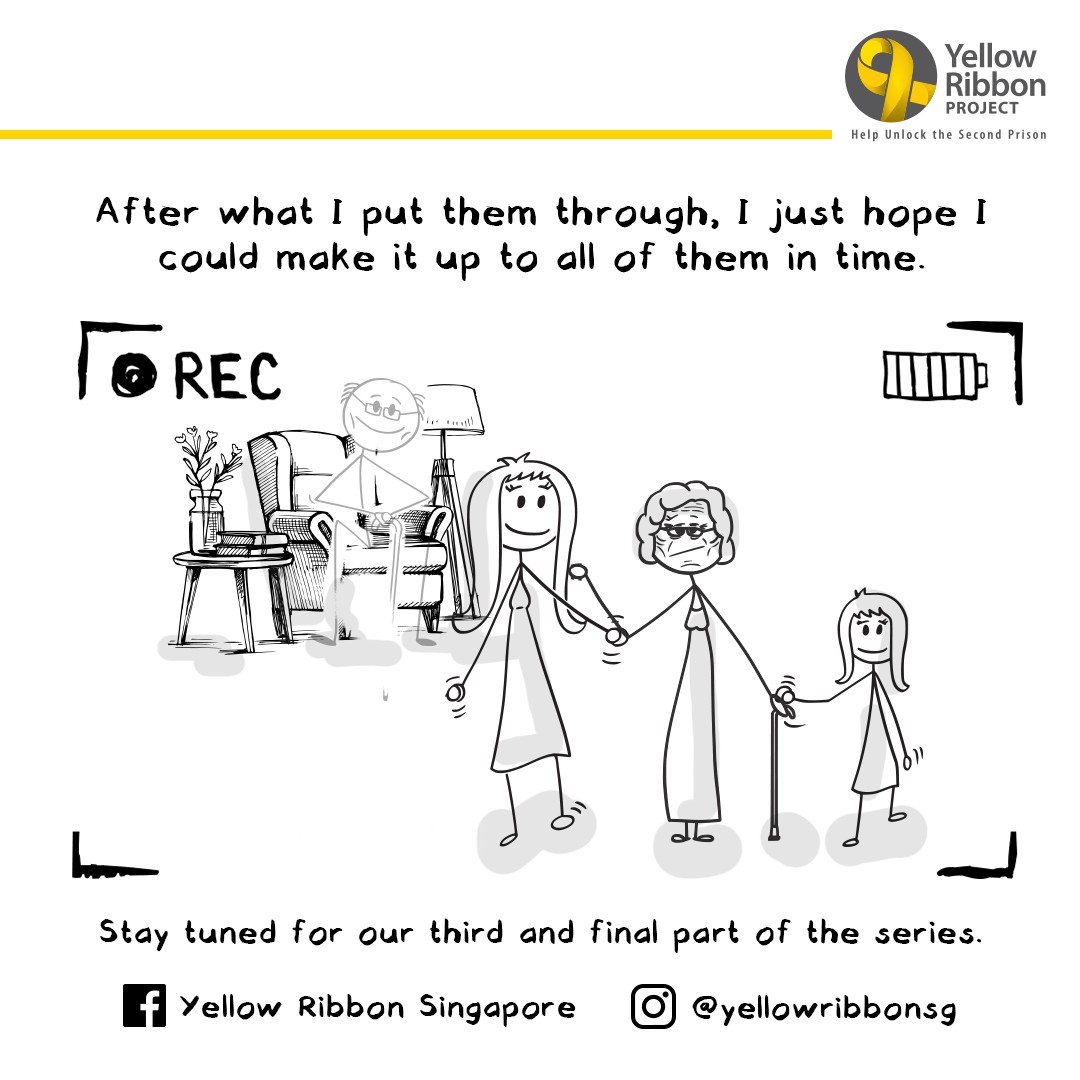 Yellow
Ribbon
PROJECT
Help Unlock the Second Prison
After what I put them through, I just hope I
could make it up to all of them in time.
REC
Stay tuned for our third and final part of the series.
Yellow Ribbon Singapore
@yellowribbonsg